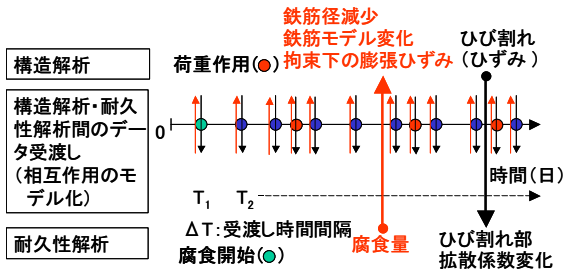 鉄筋径減少
鉄筋モデル変化
拘束下の膨張ひずみ
ひび割れ
(ひずみ)
構造解析
荷重作用(●)
構造解析・耐久
性解析間のデー
タ受渡し
(相互作用のモ
デル化)
0
時間(日)
T1 T2
ΔT:受渡し時間間隔
腐食開始(●)
腐食量
耐久性解析
ひび割れ部
拡散係数変化